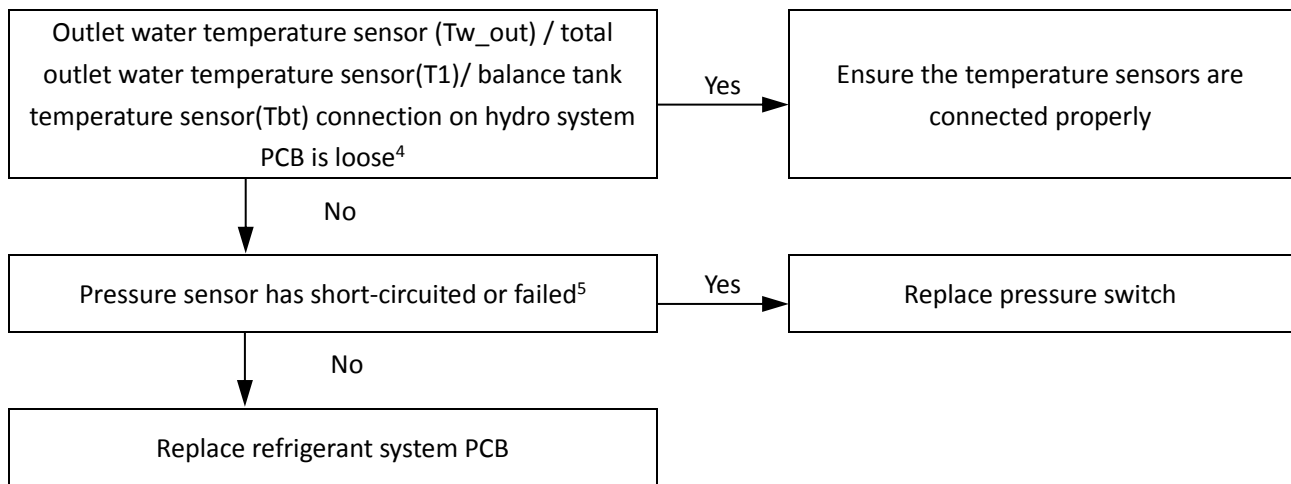 Outlet water temperature sensor (Tw_out) / total
outlet water temperature sensor(T1)/ balance tank
temperature sensor(Tbt) connection on hydro system
PCB is loose⁴
Yes
Ensure the temperature sensors are
connected properly
No
Pressure sensor has short-circuited or failed⁵
Yes
Replace pressure switch
No
Replace refrigerant system PCB